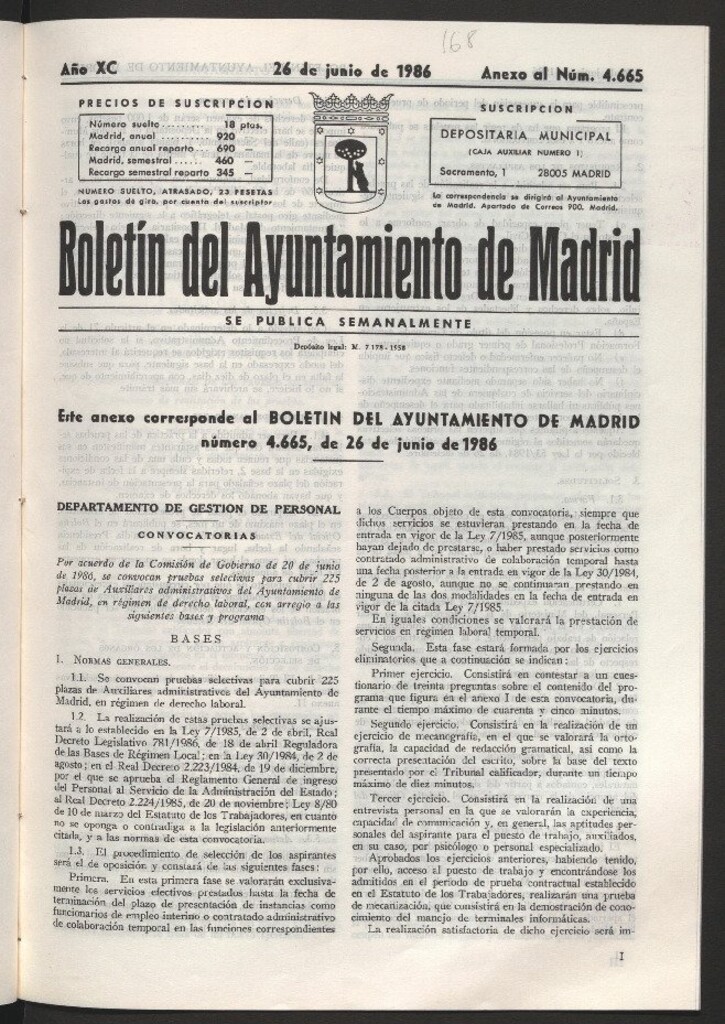 168
Año XC
26 de junio de 1986
Anexo al Núm. 4.665
PRECIOS DE SUSCRIPCION
Número suelto .......... 18 ptas.
Madrid, anual .......... 920
Recargo anual reparto ... 690 —
Madrid, semestral ...... 460 —
Recargo semestral reparto 345 —
NUMERO SUELTO, ATRASADO, 23 PESETAS
Los gastos de giro, por cuenta del suscriptor
SUSCRIPCION
DEPOSITARIA MUNICIPAL
(CAJA AUXILIAR NUMERO 1)
Sacramento, 1 28005 MADRID
La correspondencia se dirigirá al Ayuntamiento
de Madrid. Apartado de Correos 900. Madrid.
Boletín del Ayuntamiento de Madrid
SE PUBLICA SEMANALMENTE
Depósito legal: M. 7 178 - 1958
Este anexo corresponde al BOLETIN DEL AYUNTAMIENTO DE MADRID
número 4.665, de 26 de junio de 1986
DEPARTAMENTO DE GESTION DE PERSONAL
CONVOCATORIAS
Por acuerdo de la Comisión de Gobierno de 20 de junio
de 1986, se convocan pruebas selectivas para cubrir 225
plazas de Auxiliares administrativos del Ayuntamiento de
Madrid, en régimen de derecho laboral, con arreglo a las
siguientes bases y programa
BASES
1. NORMAS GENERALES.
1.1. Se convocan pruebas selectivas para cubrir 225
plazas de Auxiliares administrativos del Ayuntamiento de
Madrid, en régimen de derecho laboral.
1.2. La realización de estas pruebas selectivas se ajus-
tará a lo establecido en la Ley 7/1985, de 2 de abril, Real
Decreto Legislativo 781/1986, de 18 de abril Reguladora
de las Bases de Régimen Local; en la Ley 30/1984, de 2 de
agosto; en el Real Decreto 2.223/1984, de 19 de diciembre,
por el que se aprueba el Reglamento General de ingreso
del Personal al Servicio de la Administración del Estado;
al Real Decreto 2.224/1985, de 20 de noviembre; Ley 8/80
de 10 de marzo del Estatuto de los Trabajadores, en cuanto
no se oponga o contradiga a la legislación anteriormente
citada, y a las normas de esta convocatoria.
1.3. El procedimiento de selección de los aspirantes
será el de oposición y constará de las siguientes fases:
Primera. En esta primera fase se valorarán exclusiva-
mente los servicios efectivos prestados hasta la fecha de
terminación del plazo de presentación de instancias como
funcionarios de empleo interino o contratado administrativo
de colaboración temporal en las funciones correspondientes
a los Cuerpos objeto de esta convocatoria, siempre que
dichos servicios se estuvieran prestando en la fecha de
entrada en vigor de la Ley 7/1985, aunque posteriormente
hayan dejado de prestarse, o haber prestado servicios como
contratado administrativo de colaboración temporal hasta
una fecha posterior a la entrada en vigor de la Ley 30/1984,
de 2 de agosto, aunque no se continuaran prestando en
ninguna de las dos modalidades en la fecha de entrada en
vigor de la citada Ley 7/1985.
En iguales condiciones se valorará la prestación de
servicios en régimen laboral temporal.
Segunda. Esta fase estará formada por los ejercicios
eliminatorios que a continuación se indican:
Primer ejercicio. Consistirá en contestar a un cues-
tionario de treinta preguntas sobre el contenido del pro-
grama que figura en el anexo I de esta convocatoria, du-
rante el tiempo máximo de cuarenta y cinco minutos.
Segundo ejercicio. Consistirá en la realización de un
ejercicio de mecanografía, en el que se valorará la orto-
grafía, la capacidad de redacción gramatical, así como la
correcta presentación del escrito, sobre la base del texto
presentado por el Tribunal calificador, durante un tiempo
máximo de diez minutos.
Tercer ejercicio. Consistirá en la realización de una
entrevista personal en la que se valorarán la experiencia,
capacidad de comunicación y, en general, las aptitudes per-
sonales del aspirante para el puesto de trabajo, auxiliados,
en su caso, por psicólogo o personal especializado.
Aprobados los ejercicios anteriores, habiendo tenido,
por ello, acceso al puesto de trabajo y encontrándose los
admitidos en el período de prueba contractual establecido
en el Estatuto de los Trabajadores, realizarán una prueba
de mecanización, que consistirá en la demostración de cono-
cimiento del manejo de terminales informáticas.
La realización satisfactoria de dicho ejercicio será im-
1